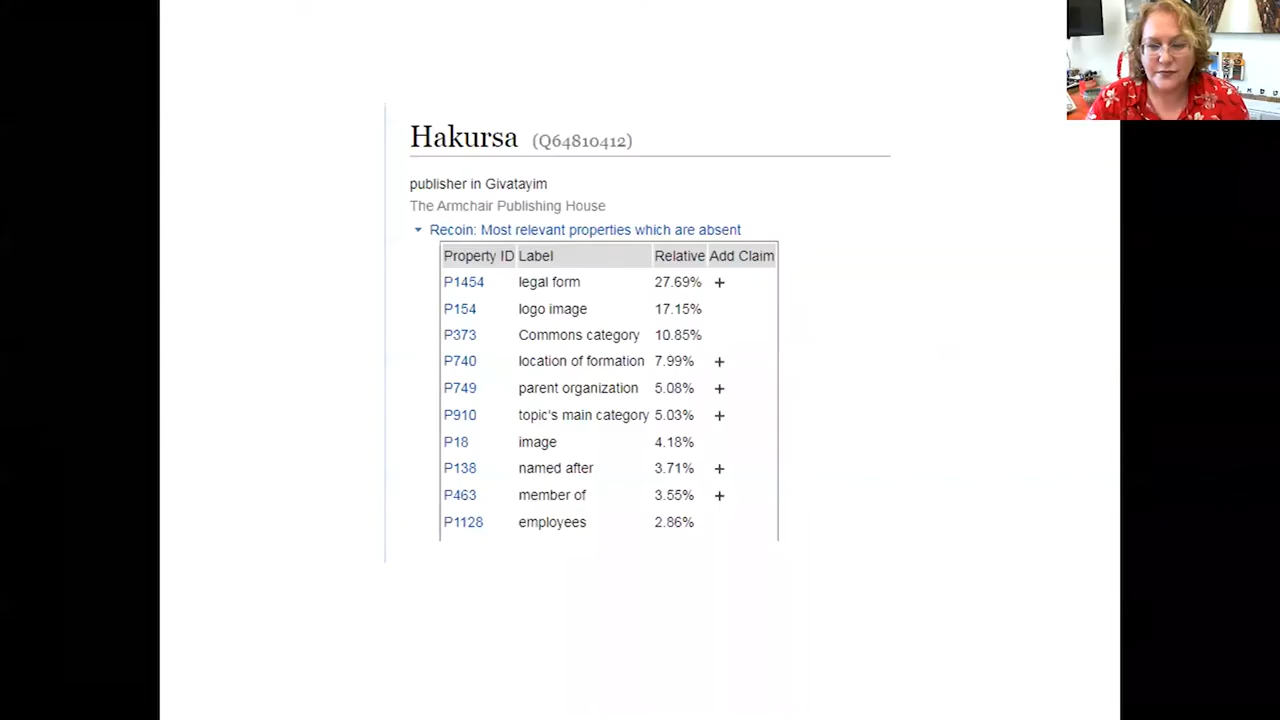 Hakursa (Q64810412)
publisher in Givatayim
The Armchair Publishing House
Recoin: Most relevant properties which are absent
Property ID Label Relative Add Claim
P1454 legal form 27.69% +
P154 logo image 17.15%
P373 Commons category 10.85%
P740 location of formation 7.99% +
P749 parent organization 5.08% +
P910 topic's main category 5.03% +
P18 image 4.18%
P138 named after 3.71% +
P463 member of 3.55% +
P1128 employees 2.86%